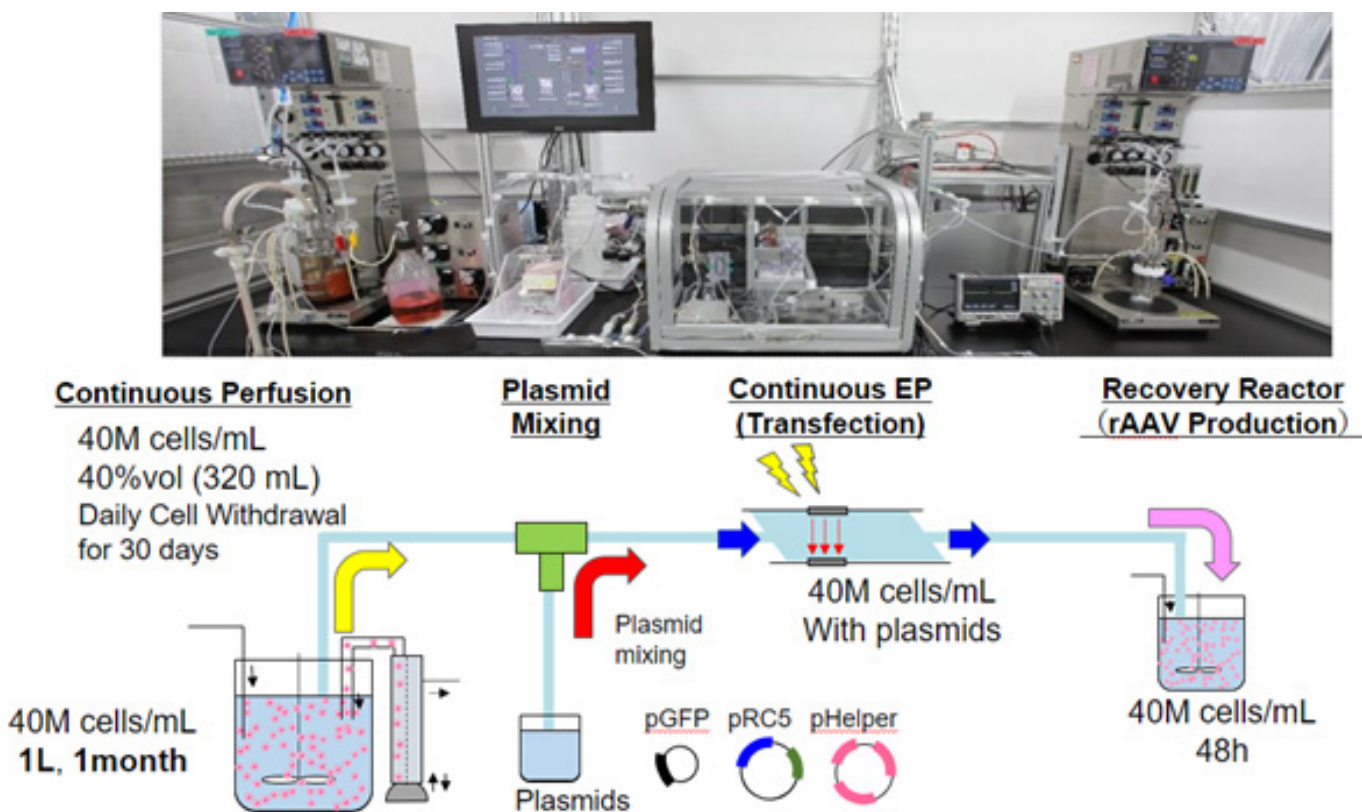 Continuous Perfusion
40M cells/mL
40%vol (320 mL)
Daily Cell Withdrawal
for 30 days
Plasmid
Mixing
Continuous EP
(Transfection)
Recovery Reactor
（rAAV Production）
Plasmid
mixing
40M cells/mL
With plasmids
40M cells/mL
1L, 1month
Plasmids
pGFP
pRC5
pHelper
40M cells/mL
48h